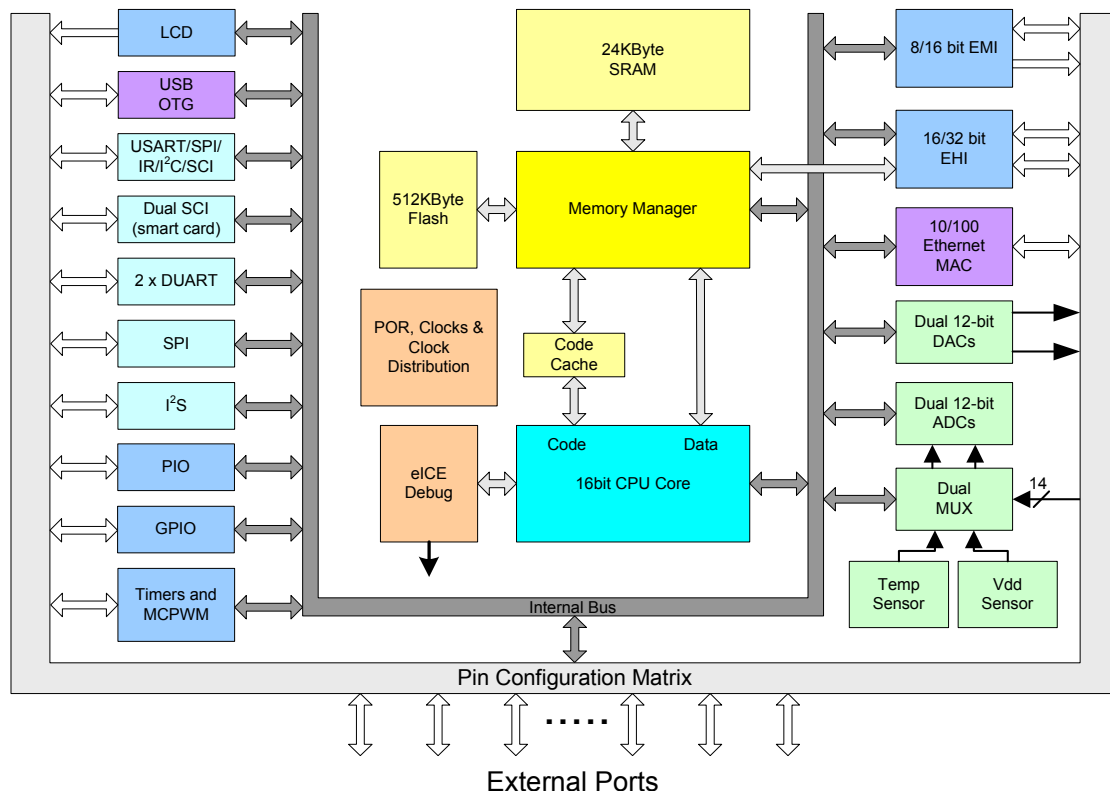 LCD
USB
OTG
USART/SPI/
IR/I²C/SCI
Dual SCI
(smart card)
2 x DUART
SPI
I²S
PIO
GPIO
Timers and
MCPWM
24KByte
SRAM
512KByte
Flash
Memory Manager
POR, Clocks &
Clock
Distribution
Code
Cache
eICE
Debug
Code
Data
16bit CPU Core
8/16 bit EMI
16/32 bit
EHI
10/100
Ethernet
MAC
Dual 12-bit
DACs
Dual 12-bit
ADCs
Dual
MUX
14
Temp
Sensor
Vdd
Sensor
Internal Bus
Pin Configuration Matrix
External Ports